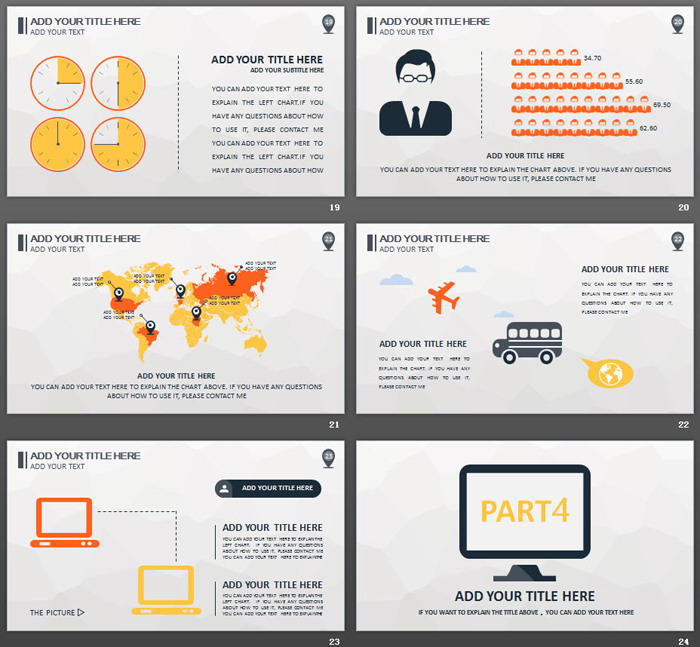 ADD YOUR TITLE HERE
ADD YOUR TEXT
19
ADD YOUR TITLE HERE
ADD YOUR SUBTITLE HERE
YOU CAN ADD YOUR TEXT HERE TO
EXPLAIN THE LEFT CHART.IF YOU
HAVE ANY QUESTIONS ABOUT HOW
TO USE IT, PLEASE CONTACT ME
YOU CAN ADD YOUR TEXT HERE TO
EXPLAIN THE LEFT CHART.IF YOU
HAVE ANY QUESTIONS ABOUT HOW
19
ADD YOUR TITLE HERE
ADD YOUR TEXT
20
34.70
55.60
69.50
62.60
ADD YOUR TITLE HERE
YOU CAN ADD YOUR TEXT HERE TO EXPLAIN THE CHART ABOVE. IF YOU HAVE ANY QUESTIONS
ABOUT HOW TO USE IT, PLEASE CONTACT ME
20
ADD YOUR TITLE HERE
ADD YOUR TEXT
21
ADD YOUR TEXT
ADD YOUR TEXT
ADD YOUR TEXT
ADD YOUR TEXT
ADD YOUR TEXT
ADD YOUR TEXT
ADD YOUR TEXT
ADD YOUR TEXT
ADD YOUR TEXT
ADD YOUR TEXT
ADD YOUR TITLE HERE
YOU CAN ADD YOUR TEXT HERE TO EXPLAIN THE CHART ABOVE. IF YOU HAVE ANY QUESTIONS
ABOUT HOW TO USE IT, PLEASE CONTACT ME
21
ADD YOUR TITLE HERE
ADD YOUR TEXT
22
ADD YOUR TITLE HERE
YOU CAN ADD YOUR TEXT HERE TO
EXPLAIN THE CHART ABOVE. IF YOU
HAVE ANY QUESTIONS ABOUT HOW TO
USE IT, PLEASE CONTACT ME
ADD YOUR TITLE HERE
YOU CAN ADD YOUR TEXT HERE TO
EXPLAIN THE CHART ABOVE. IF YOU HAVE ANY
QUESTIONS ABOUT HOW TO USE IT,
PLEASE CONTACT ME
22
ADD YOUR TITLE HERE
ADD YOUR TEXT
23
ADD YOUR TITLE HERE
ADD YOUR TITLE HERE
YOU CAN ADD YOUR TEXT HERE TO EXPLAIN THE
LEFT CHART. IF YOU HAVE ANY QUESTIONS
ABOUT HOW TO USE IT, PLEASE CONTACT ME
YOU CAN ADD YOUR TEXT HERE TO EXPLAIN THE
ADD YOUR TITLE HERE
YOU CAN ADD YOUR TEXT HERE TO EXPLAIN THE
LEFT CHART. IF YOU HAVE ANY QUESTIONS
ABOUT HOW TO USE IT, PLEASE CONTACT ME
YOU CAN ADD YOUR TEXT HERE TO EXPLAIN THE
THE PICTURE
23
PART4
ADD YOUR TITLE HERE
IF YOU WANT TO EXPLAIN THE TITLE ABOVE , YOU CAN ADD YOUR TEXT HERE
24